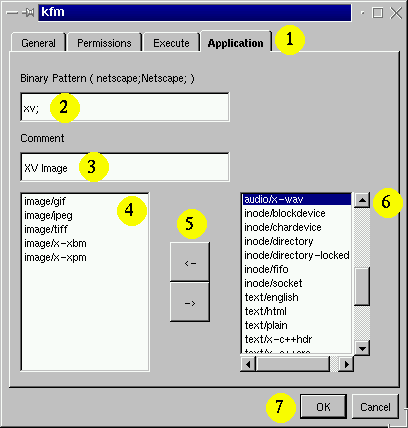 kfm
General Permissions Execute Application 1
Binary Pattern ( netscape;Netscape; )
xv; 2
Comment
XV Image 3
image/gif
image/jpeg
image/tiff
image/x-xbm
image/x-xpm
4
5
<-
->
audio/x-wav
inode/blockdevice
inode/chardevice
inode/directory
inode/directory-locked
inode/fifo
inode/socket
text/english
text/html
text/plain
text/x-c++hdr
text/x-c++src
6
7 OK Cancel